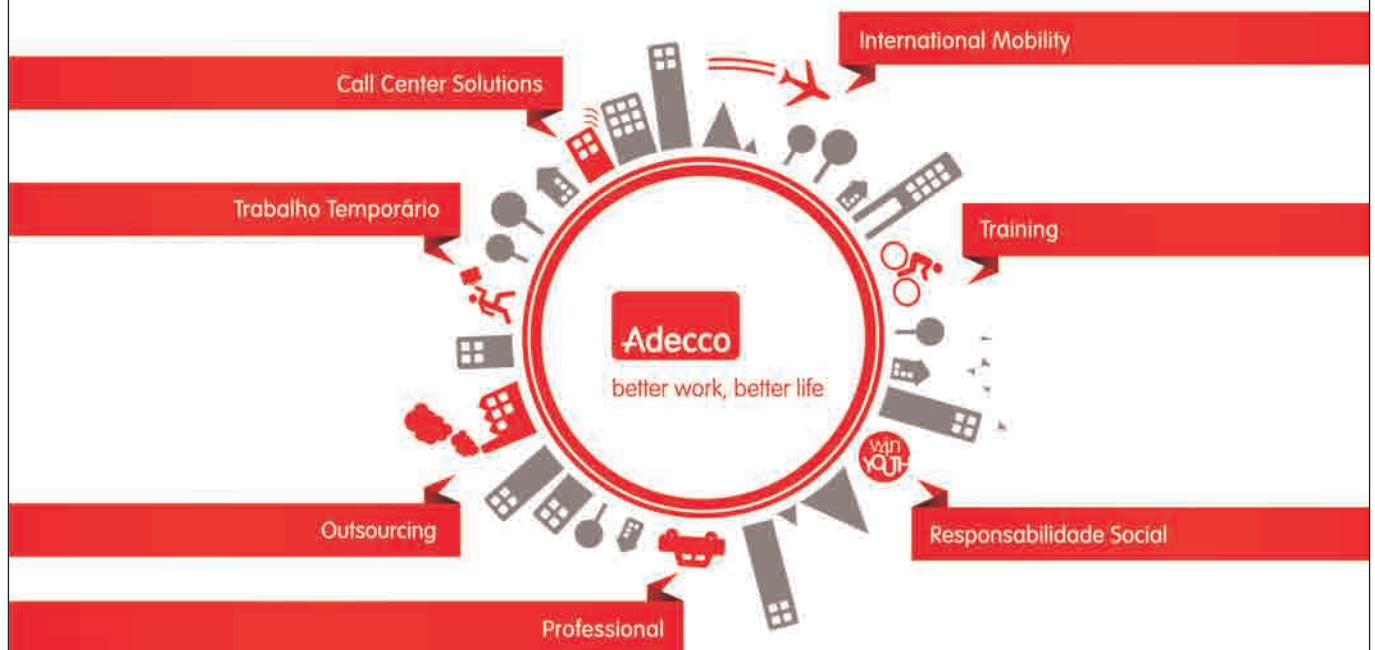 International Mobility
Call Center Solutions
Trabalho Temporário
Training
Adecco
better work, better life
win
YOUTH
Outsourcing
Responsabilidade Social
Professional